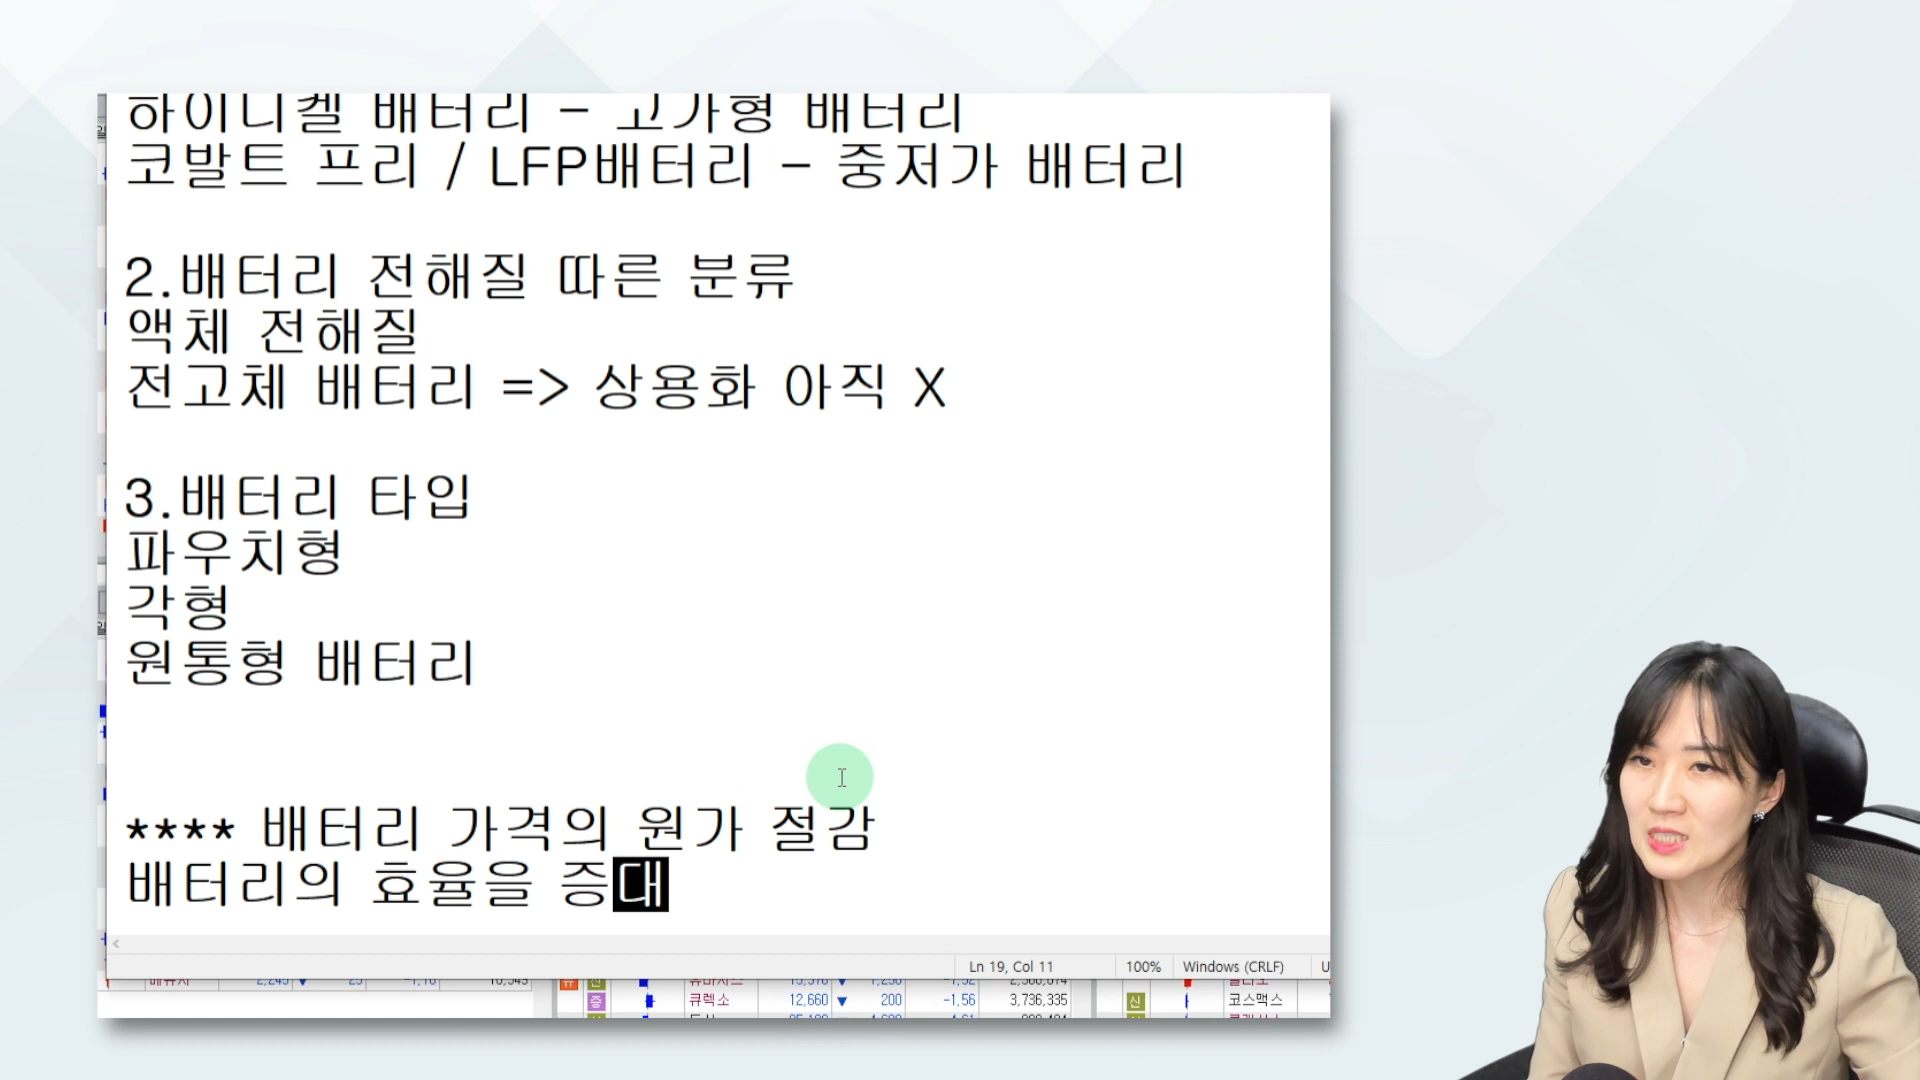 하이니켈 배터리 - 고가형 배터리
코발트 프리 / LFP배터리 - 중저가 배터리
2.배터리 전해질 따른 분류
액체 전해질
전고체 배터리 => 상용화 아직 X
3.배터리 타입
파우치형
각형
원통형 배터리
**** 배터리 가격의 원가 절감
배터리의 효율을 증대
Ln 19, Col 11 100% Windows (CRLF) U
증 큐렉소 12,660 ▼ 200 -1,56 3,736,335 신 코스맥스